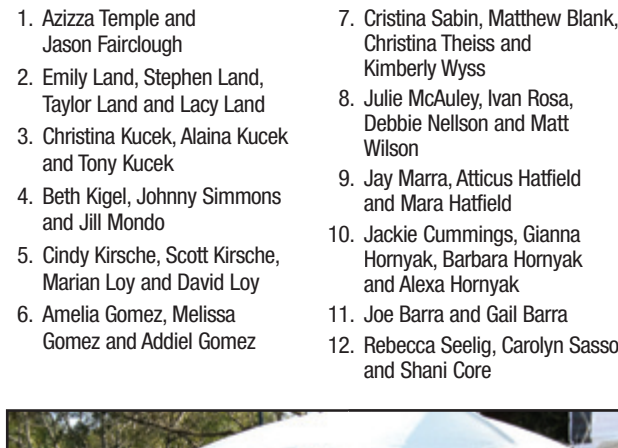 1. Azizza Temple and
Jason Fairclough
2. Emily Land, Stephen Land,
Taylor Land and Lacy Land
3. Christina Kucek, Alaina Kucek
and Tony Kucek
4. Beth Kigel, Johnny Simmons
and Jill Mondo
5. Cindy Kirsche, Scott Kirsche,
Marian Loy and David Loy
6. Amelia Gomez, Melissa
Gomez and Addiel Gomez
7. Cristina Sabin, Matthew Blank,
Christina Theiss and
Kimberly Wyss
8. Julie McAuley, Ivan Rosa,
Debbie Nellson and Matt
Wilson
9. Jay Marra, Atticus Hatfield
and Mara Hatfield
10. Jackie Cummings, Gianna
Hornyak, Barbara Hornyak
and Alexa Hornyak
11. Joe Barra and Gail Barra
12. Rebecca Seelig, Carolyn Sasso
and Shani Core